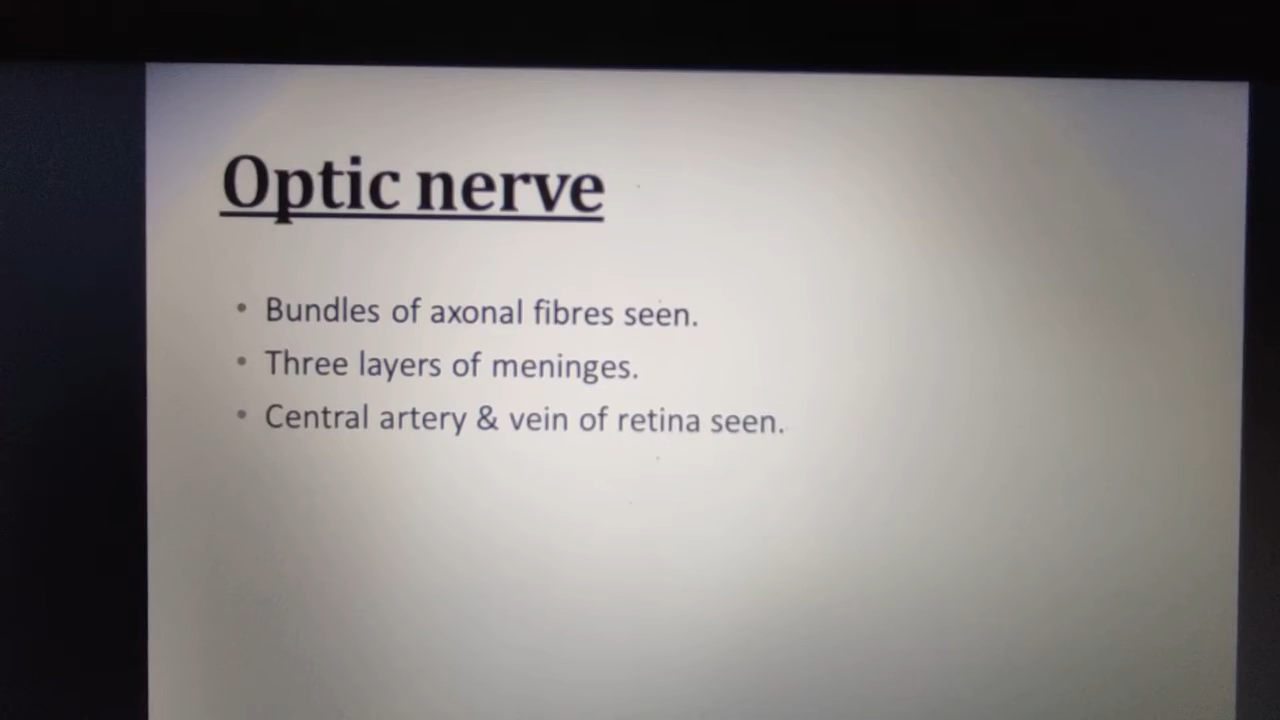 Optic nerve
• Bundles of axonal fibres seen.
• Three layers of meninges.
• Central artery & vein of retina seen.